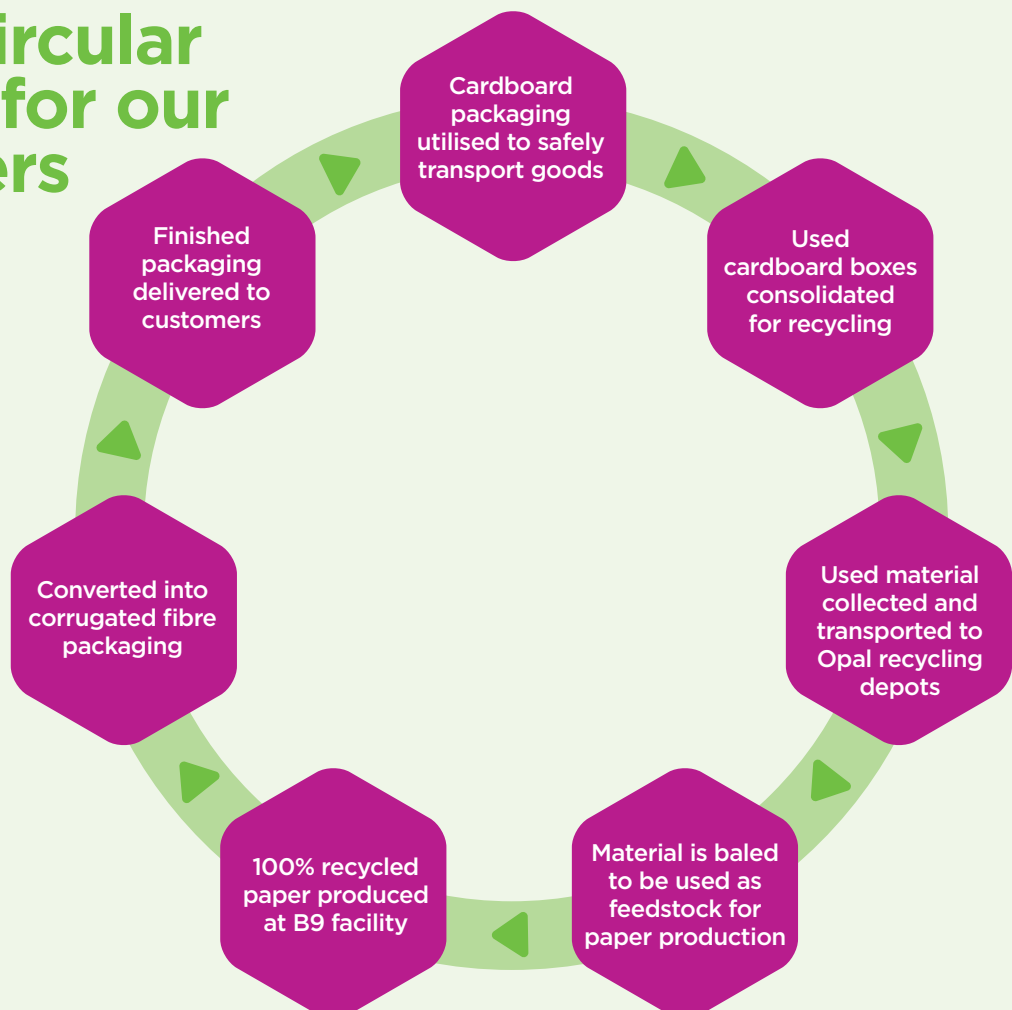 ircular
for our
ers
Cardboard
packaging
utilised to safely
transport goods
Used
cardboard boxes
consolidated
for recycling
Used material
collected and
transported to
Opal recycling
depots
Material is baled
to be used as
feedstock for
paper production
100% recycled
paper produced
at B9 facility
Converted into
corrugated fibre
packaging
Finished
packaging
delivered to
customers